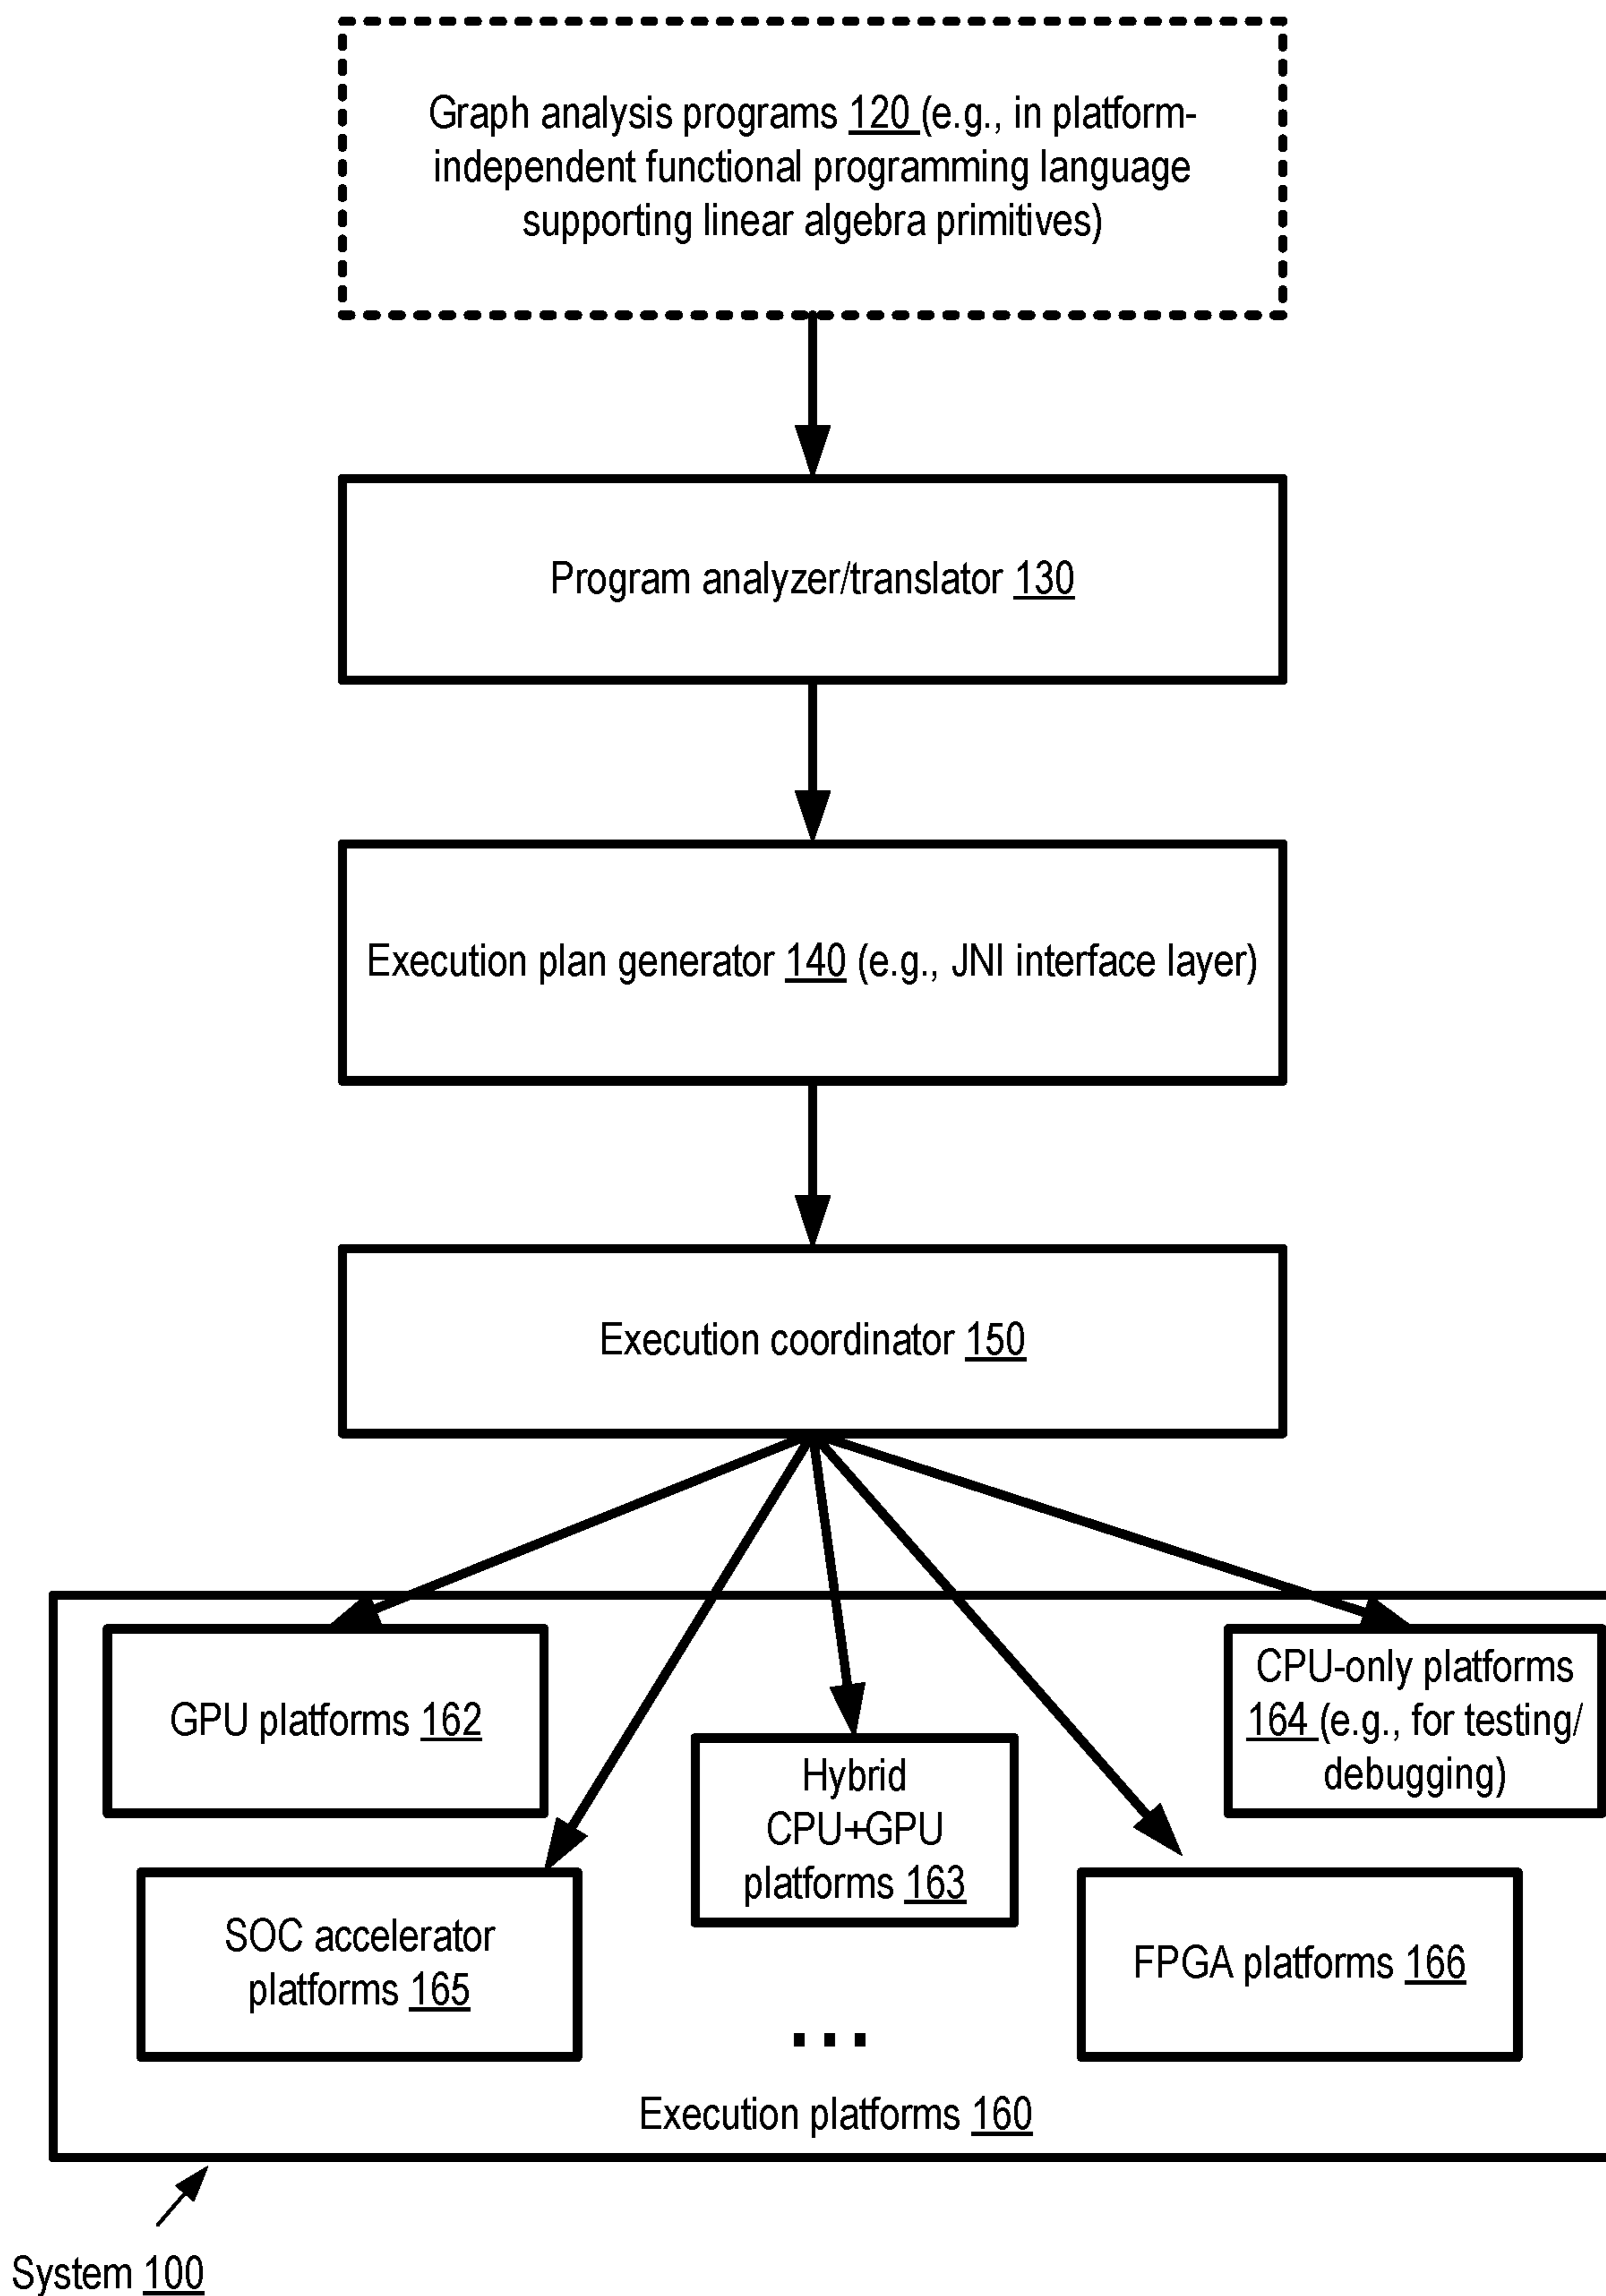 Graph analysis programs 120 (e.g., in platform-
independent functional programming language
supporting linear algebra primitives)
Program analyzer/translator 130
Execution plan generator 140 (e.g., JNI interface layer)
Execution coordinator 150
GPU platforms 162
Hybrid
CPU+GPU
platforms 163
CPU-only platforms
164 (e.g., for testing/
debugging)
SOC accelerator
platforms 165
FPGA platforms 166
...
Execution platforms 160
System 100